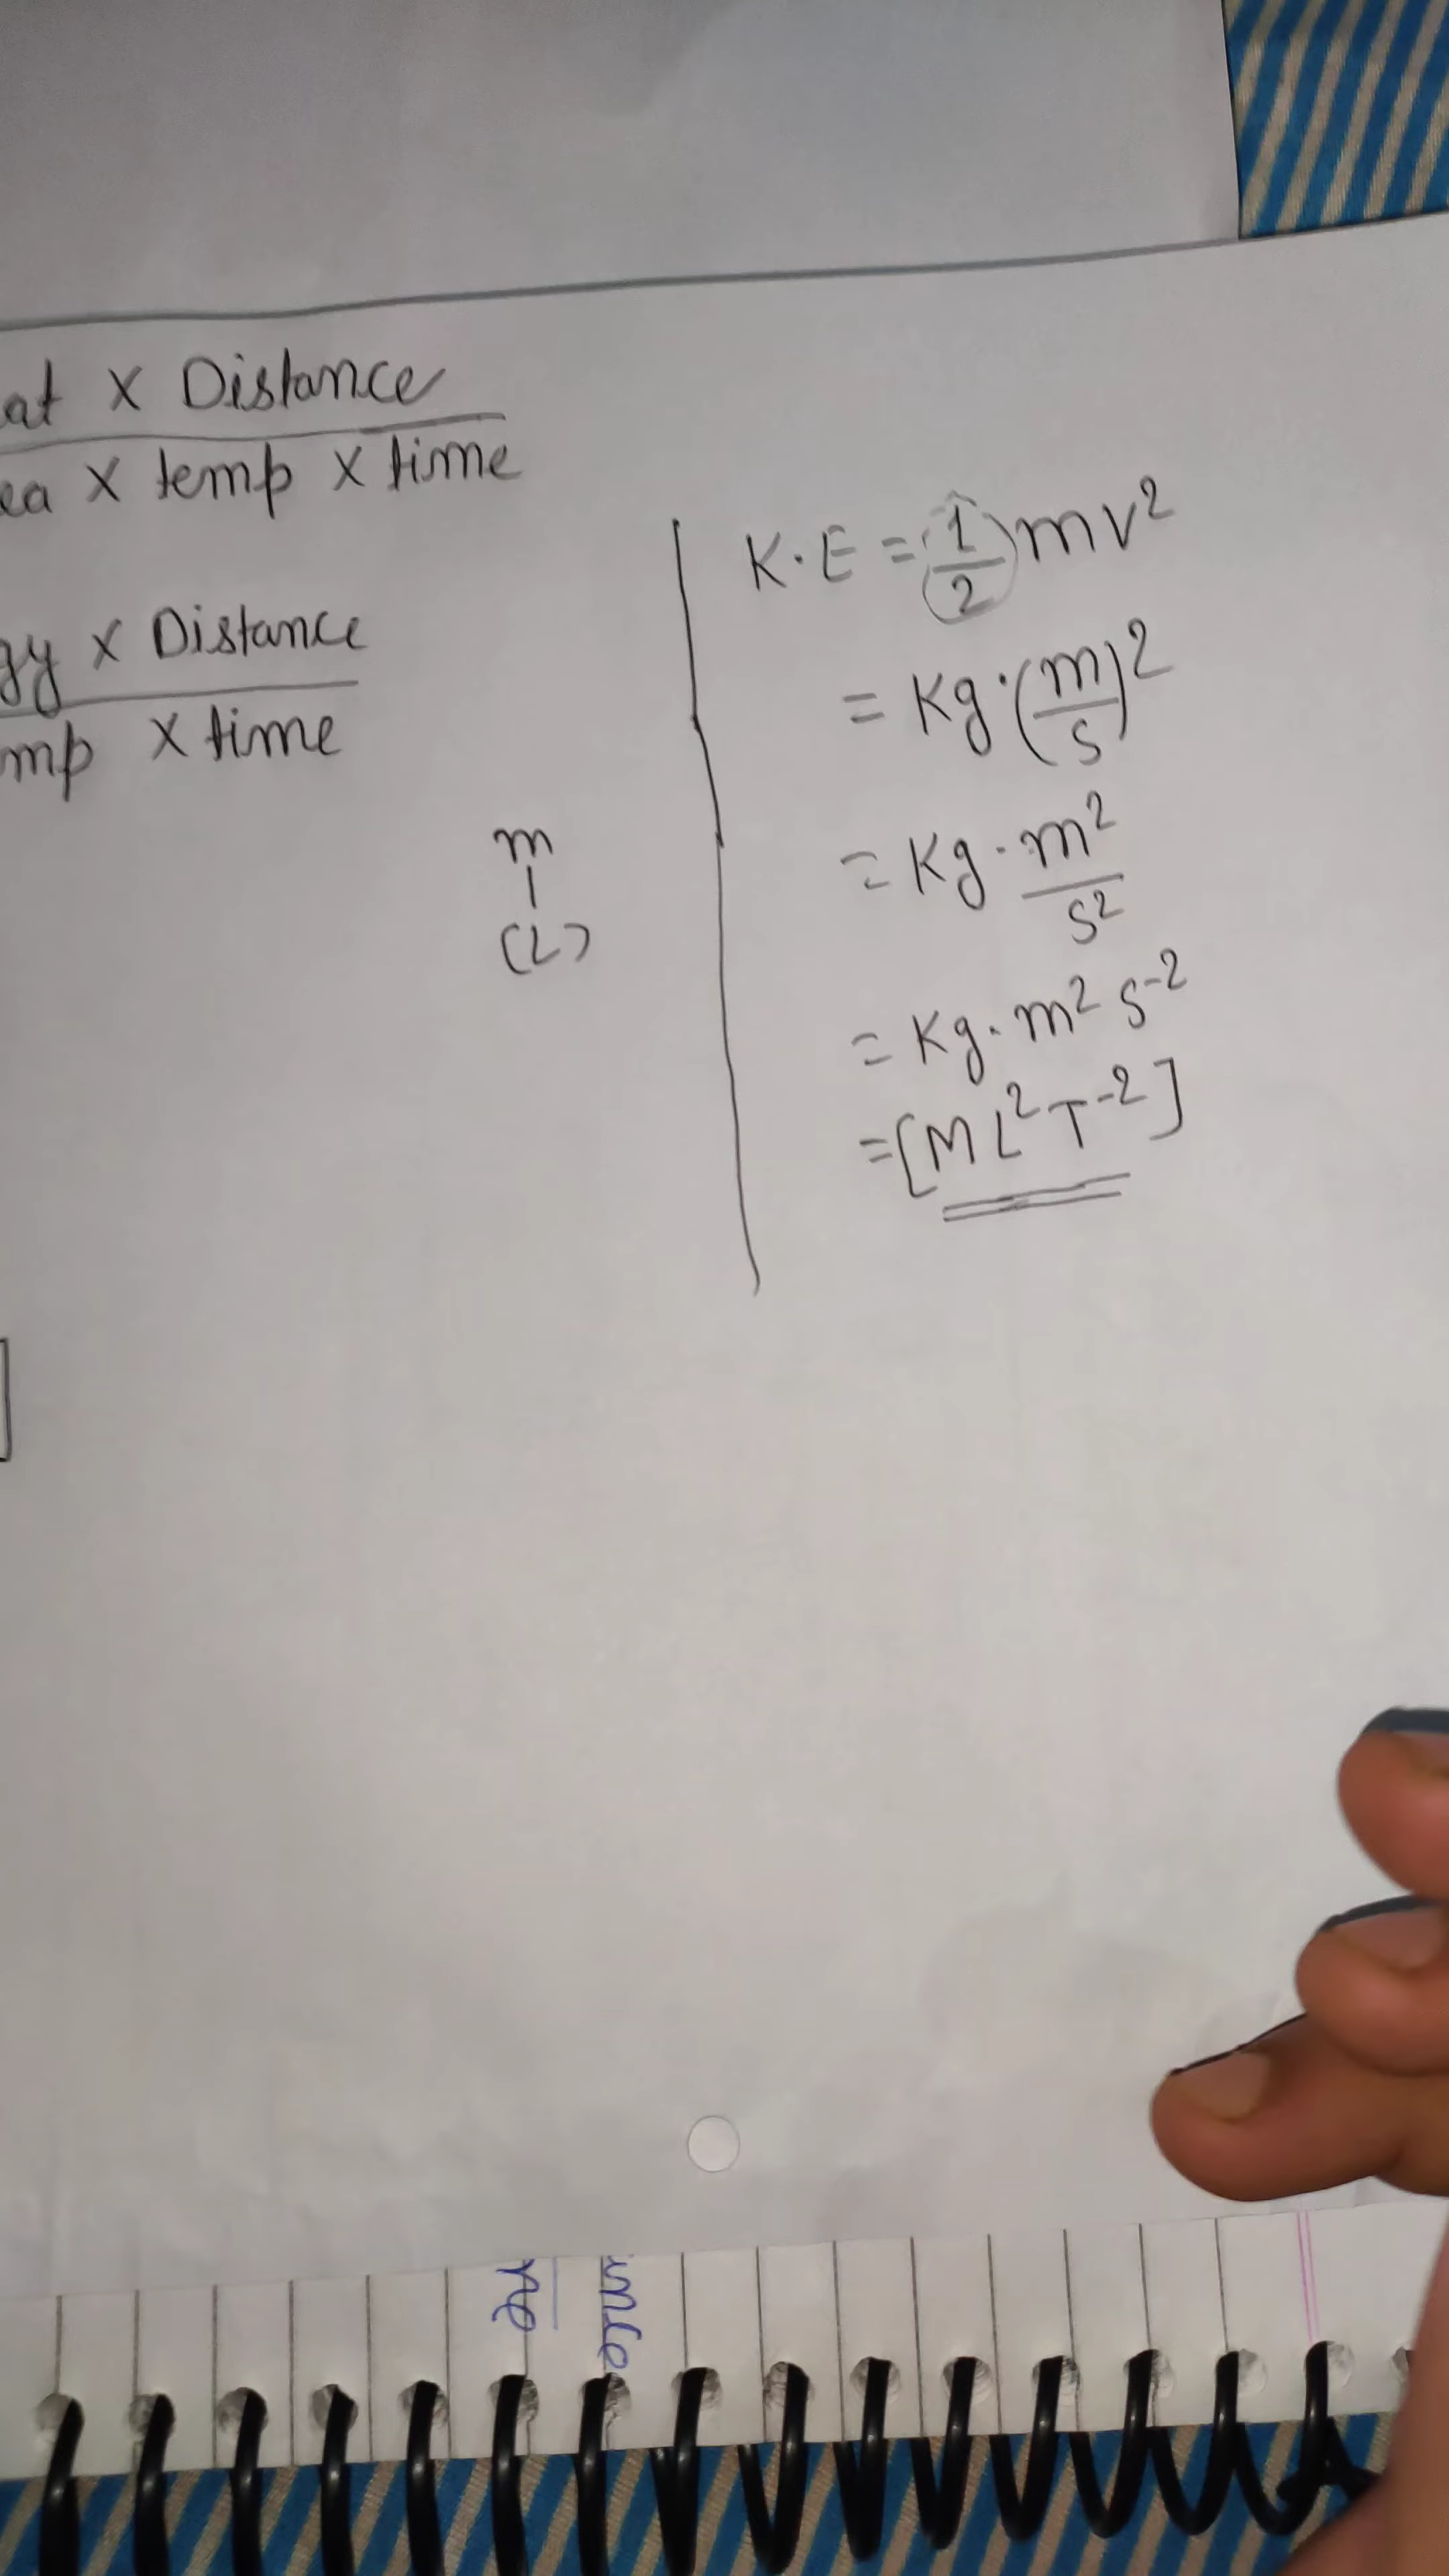 at x Distance
ea x temp x time
gy x Distance
mp x time
m
(L)
K.E = 1/2 mv²
= Kg.(m/s)²
= Kg.m²/s²
= Kg.m² s⁻²
=[ML²T⁻²]
]